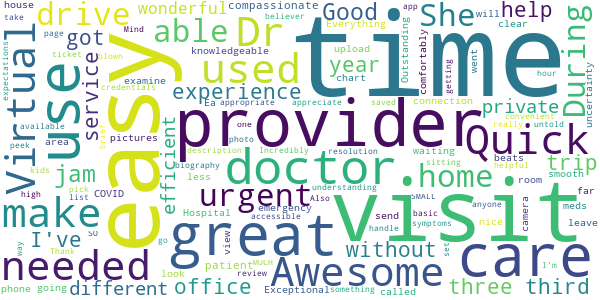 house
wonderful
compassionate
app
take
drive
believer
will
Good
Everything
help
page
got
able
Dr
She
clear
expectations
ticket
Mind
knowledgeable
Outstanding
comfortably
getting
went
hour
During
uncertainty
blown
upload
year
used
time
Virtual
use
service
easy
credentials
examine
chart
experience
Ea
appropriate
appreciate
saved
connection
private
available
pictures
photo
one
provider
convenient
really
untold
peek
area
brief
efficient
description
Incredibly
resolution
waiting
Quick
beats
helpful
kids
jam
biography
doctor
sitting
trip
smooth
high
pick
list
COVID
less
understanding
home
room
far
make
SO
urgent
Hospital
emergency
accessible
Also
send
SMALL
basic
symptoms
anyone
nice
camera
meds
leave
way
I've
Thank
go
great
view
without
handle
visit
set
needed
look
patient
MUCH
review
Awesome
care
I'm
phone
going
different
office
Exceptional
something
called
three
third